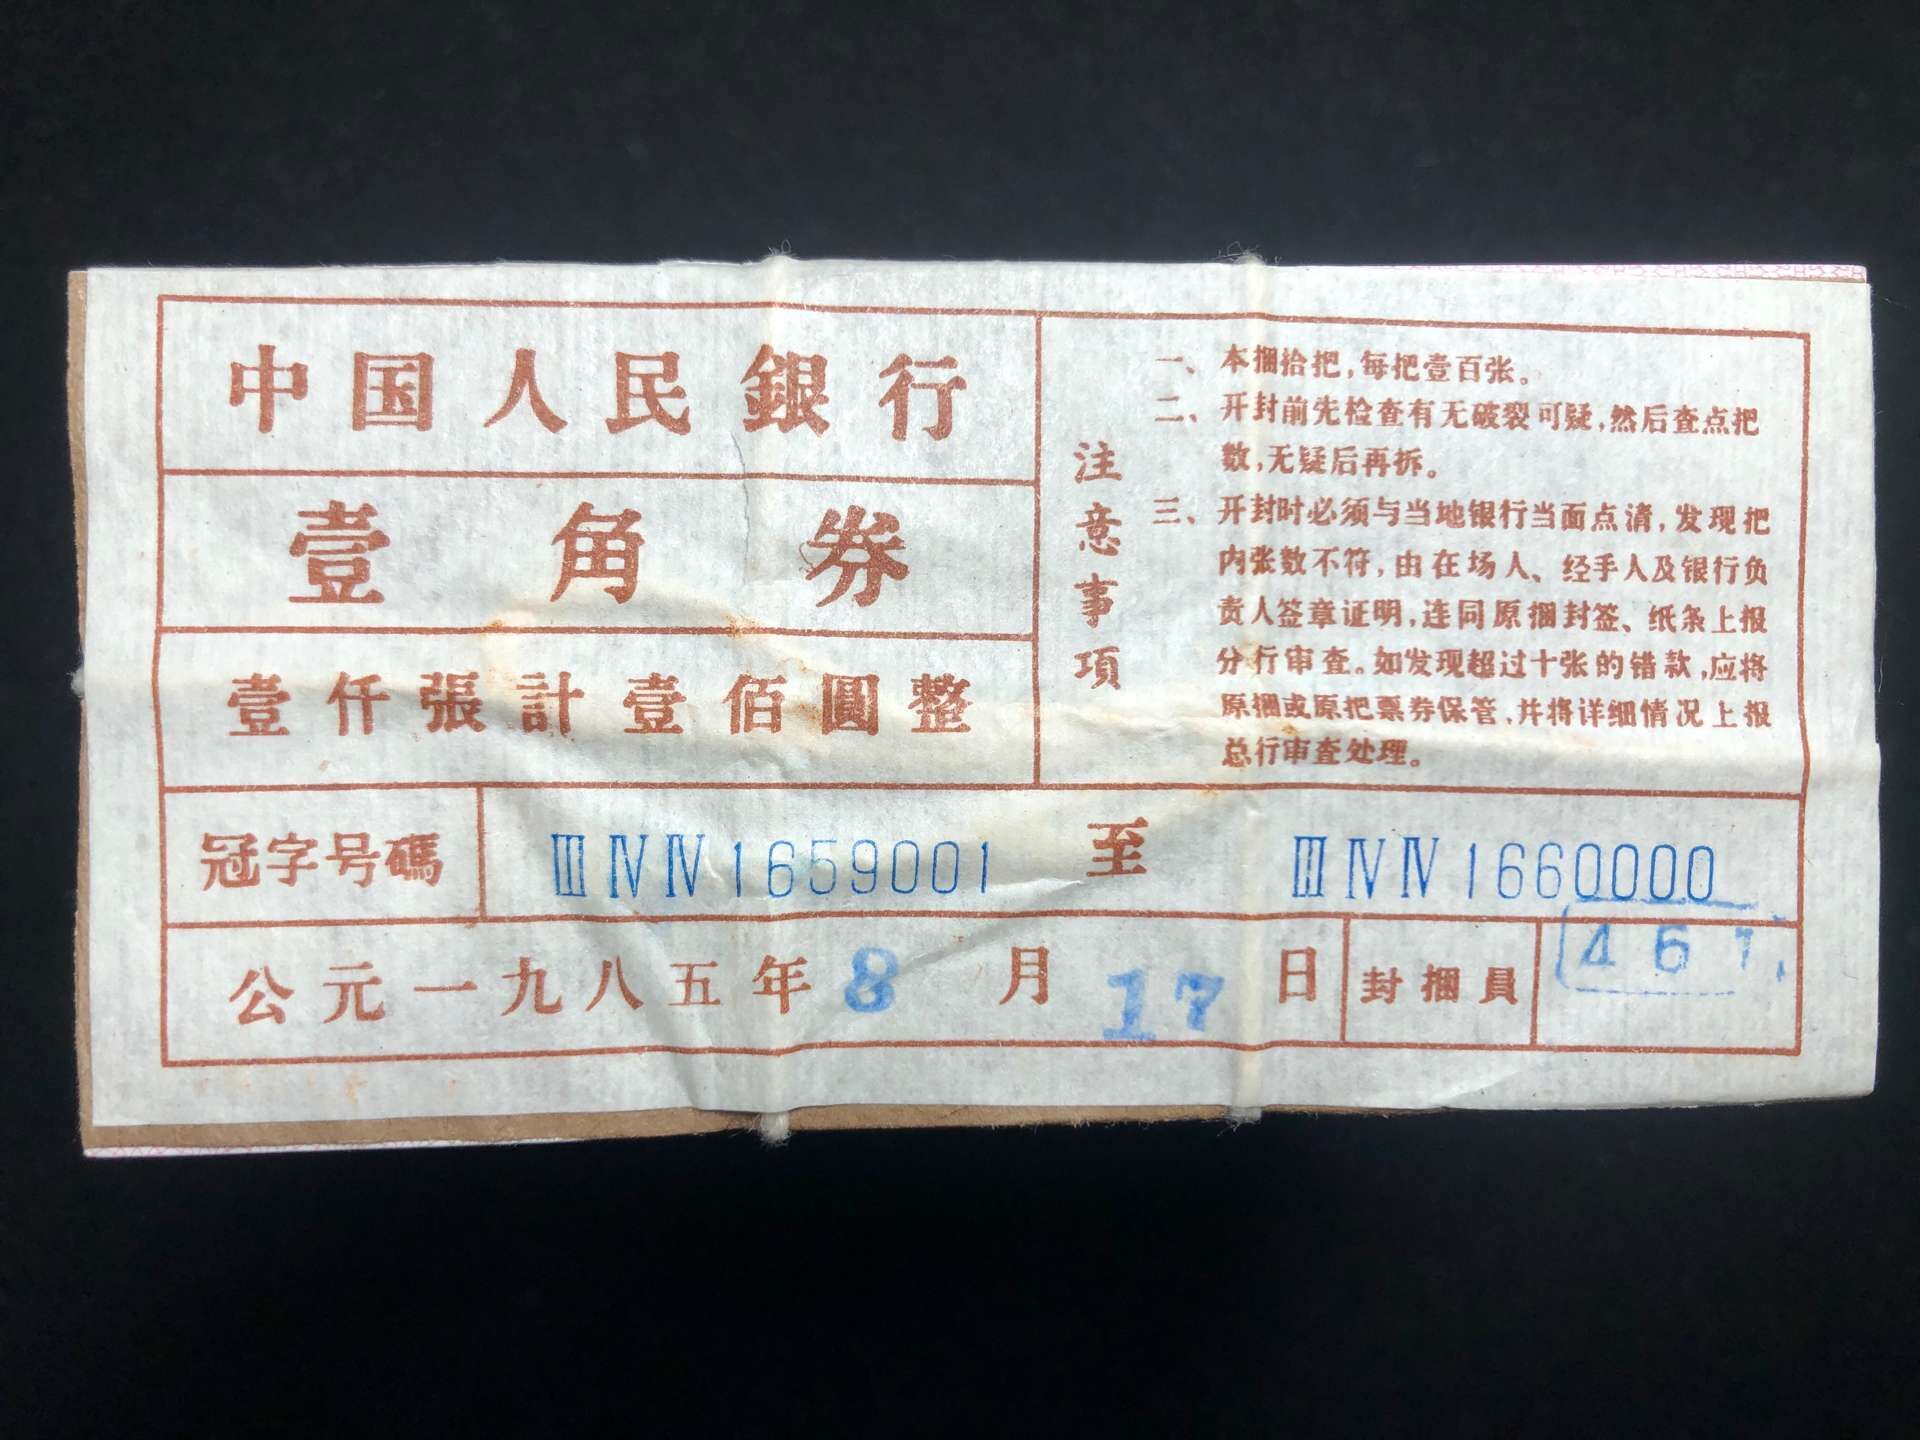 中国人民銀行
壹角券
壹仟張計壹佰圓整
注意事項
一、本捆拾把,每把壹百张。
二、开封前先检查有无破裂可疑,然后查点把
数,无疑后再拆。
三、开封时必须与当地银行当面点清,发现把
内张数不符,由在场人、经手人及银行负
责人签章证明,连同原捆封签、纸条上报
分行审查。如发现超过十张的错款,应将
原捆或原把票券保管,并将详细情况上报
总行审查处理。
冠字号碼 ⅢⅣⅣ1659001 至 ⅢⅣⅣ1660000
公元一九八五年8月17日 封捆員 461